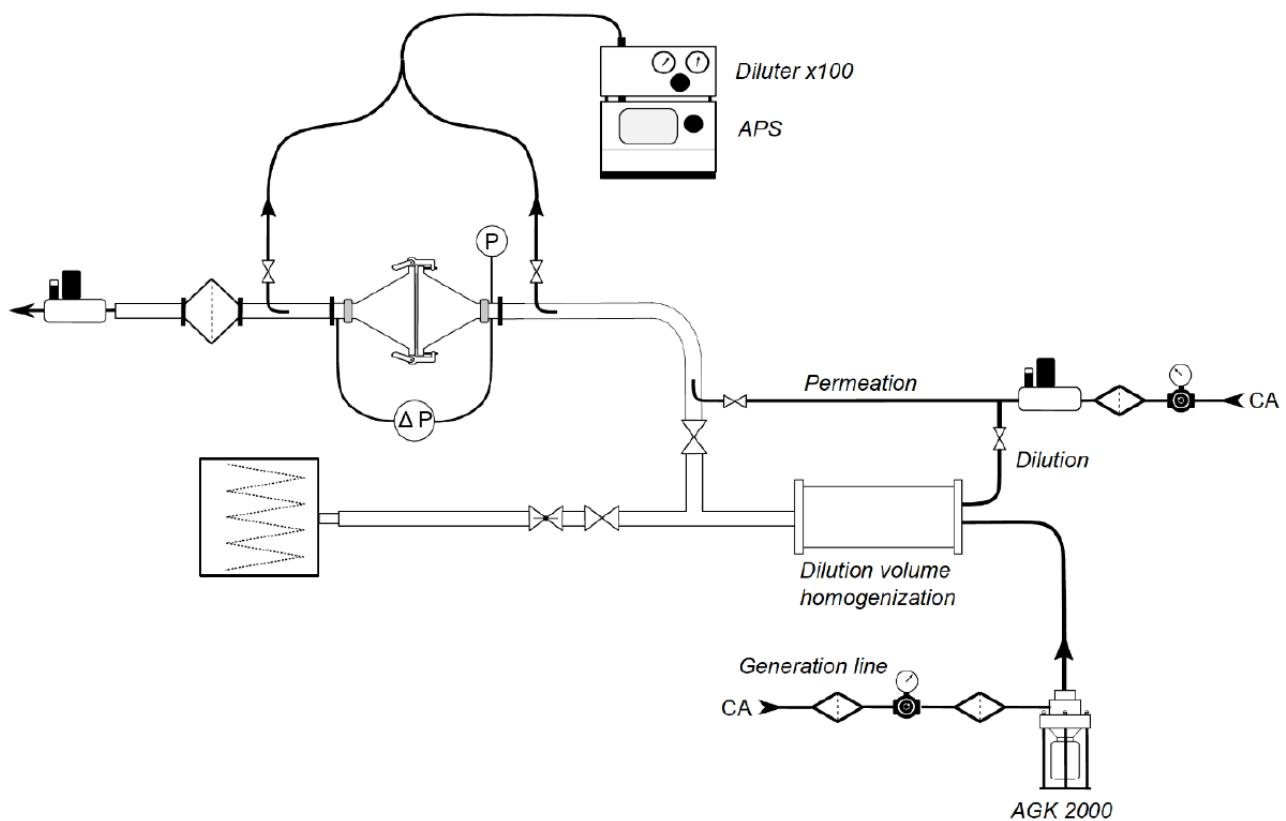 Diluter x100
APS
P
Permeation
CA
Δ P
Dilution
Dilution volume
homogenization
Generation line
CA
AGK 2000